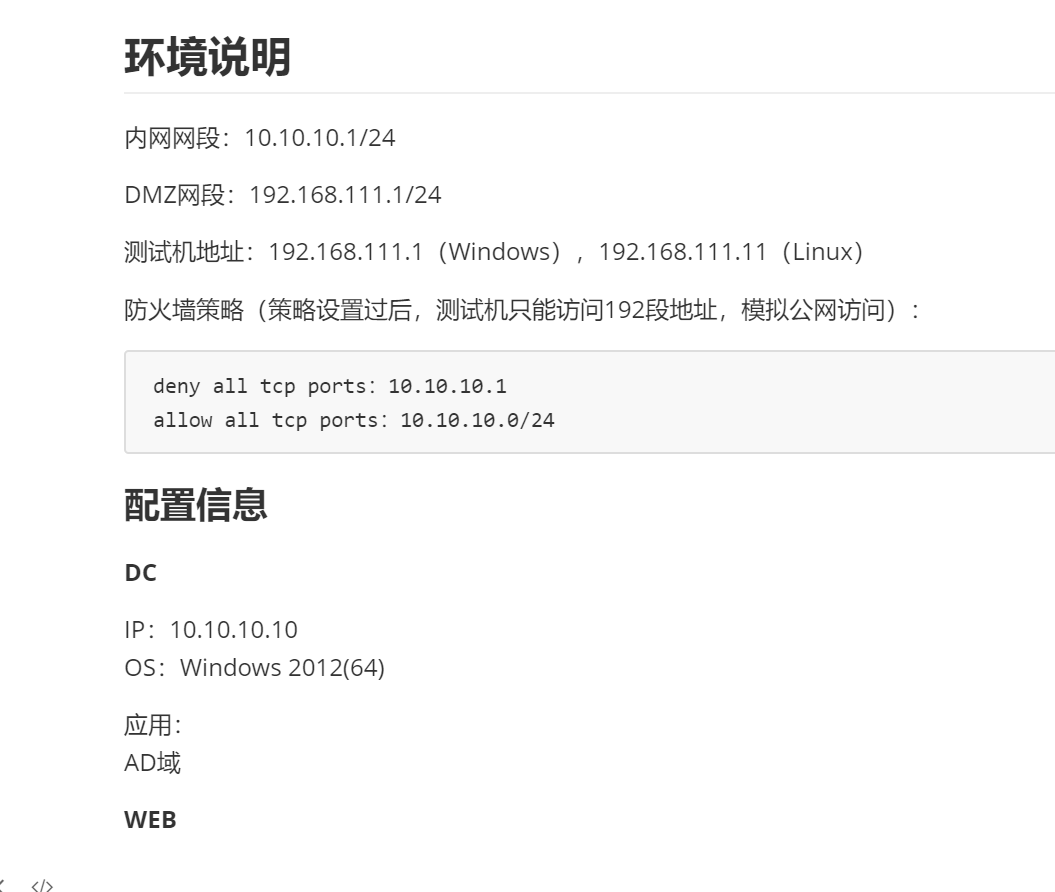 环境说明
内网网段：10.10.10.1/24
DMZ网段：192.168.111.1/24
测试机地址：192.168.111.1（Windows），192.168.111.11（Linux）
防火墙策略（策略设置过后，测试机只能访问192段地址，模拟公网访问）：
deny all tcp ports：10.10.10.1
allow all tcp ports：10.10.10.0/24
配置信息
DC
IP：10.10.10.10
OS：Windows 2012(64)
应用：
AD域
WEB